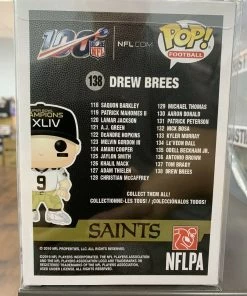 100
NFL
NFL.COM
POP!
FOOTBALL
138 DREW BREES
118 SAQUON BARKLEY
119 PATRICK MAHOMES II
120 LAMAR JACKSON
121 A.J. GREEN
122 DEANDRE HOPKINS
123 MELVIN GORDON III
124 AMARI COOPER
125 JAYLON SMITH
126 KHALIL MACK
127 ADAM THIELEN
128 CHRISTIAN MCCAFFREY
129 MICHAEL THOMAS
130 AARON DONALD
131 PATRICK PETERSON
132 NICK BOSA
133 KYLER MURRAY
134 LE'VEON BELL
135 ODELL BECKHAM JR.
136 ANTONIO BROWN
137 TOM BRADY
138 DREW BREES
CHAMPIONS
XLIV
9
COLLECT THEM ALL!
COLLECTIONNE-LES TOUS! / ¡COLECCIÓNALOS TODOS!
SAINTS
NFLPA